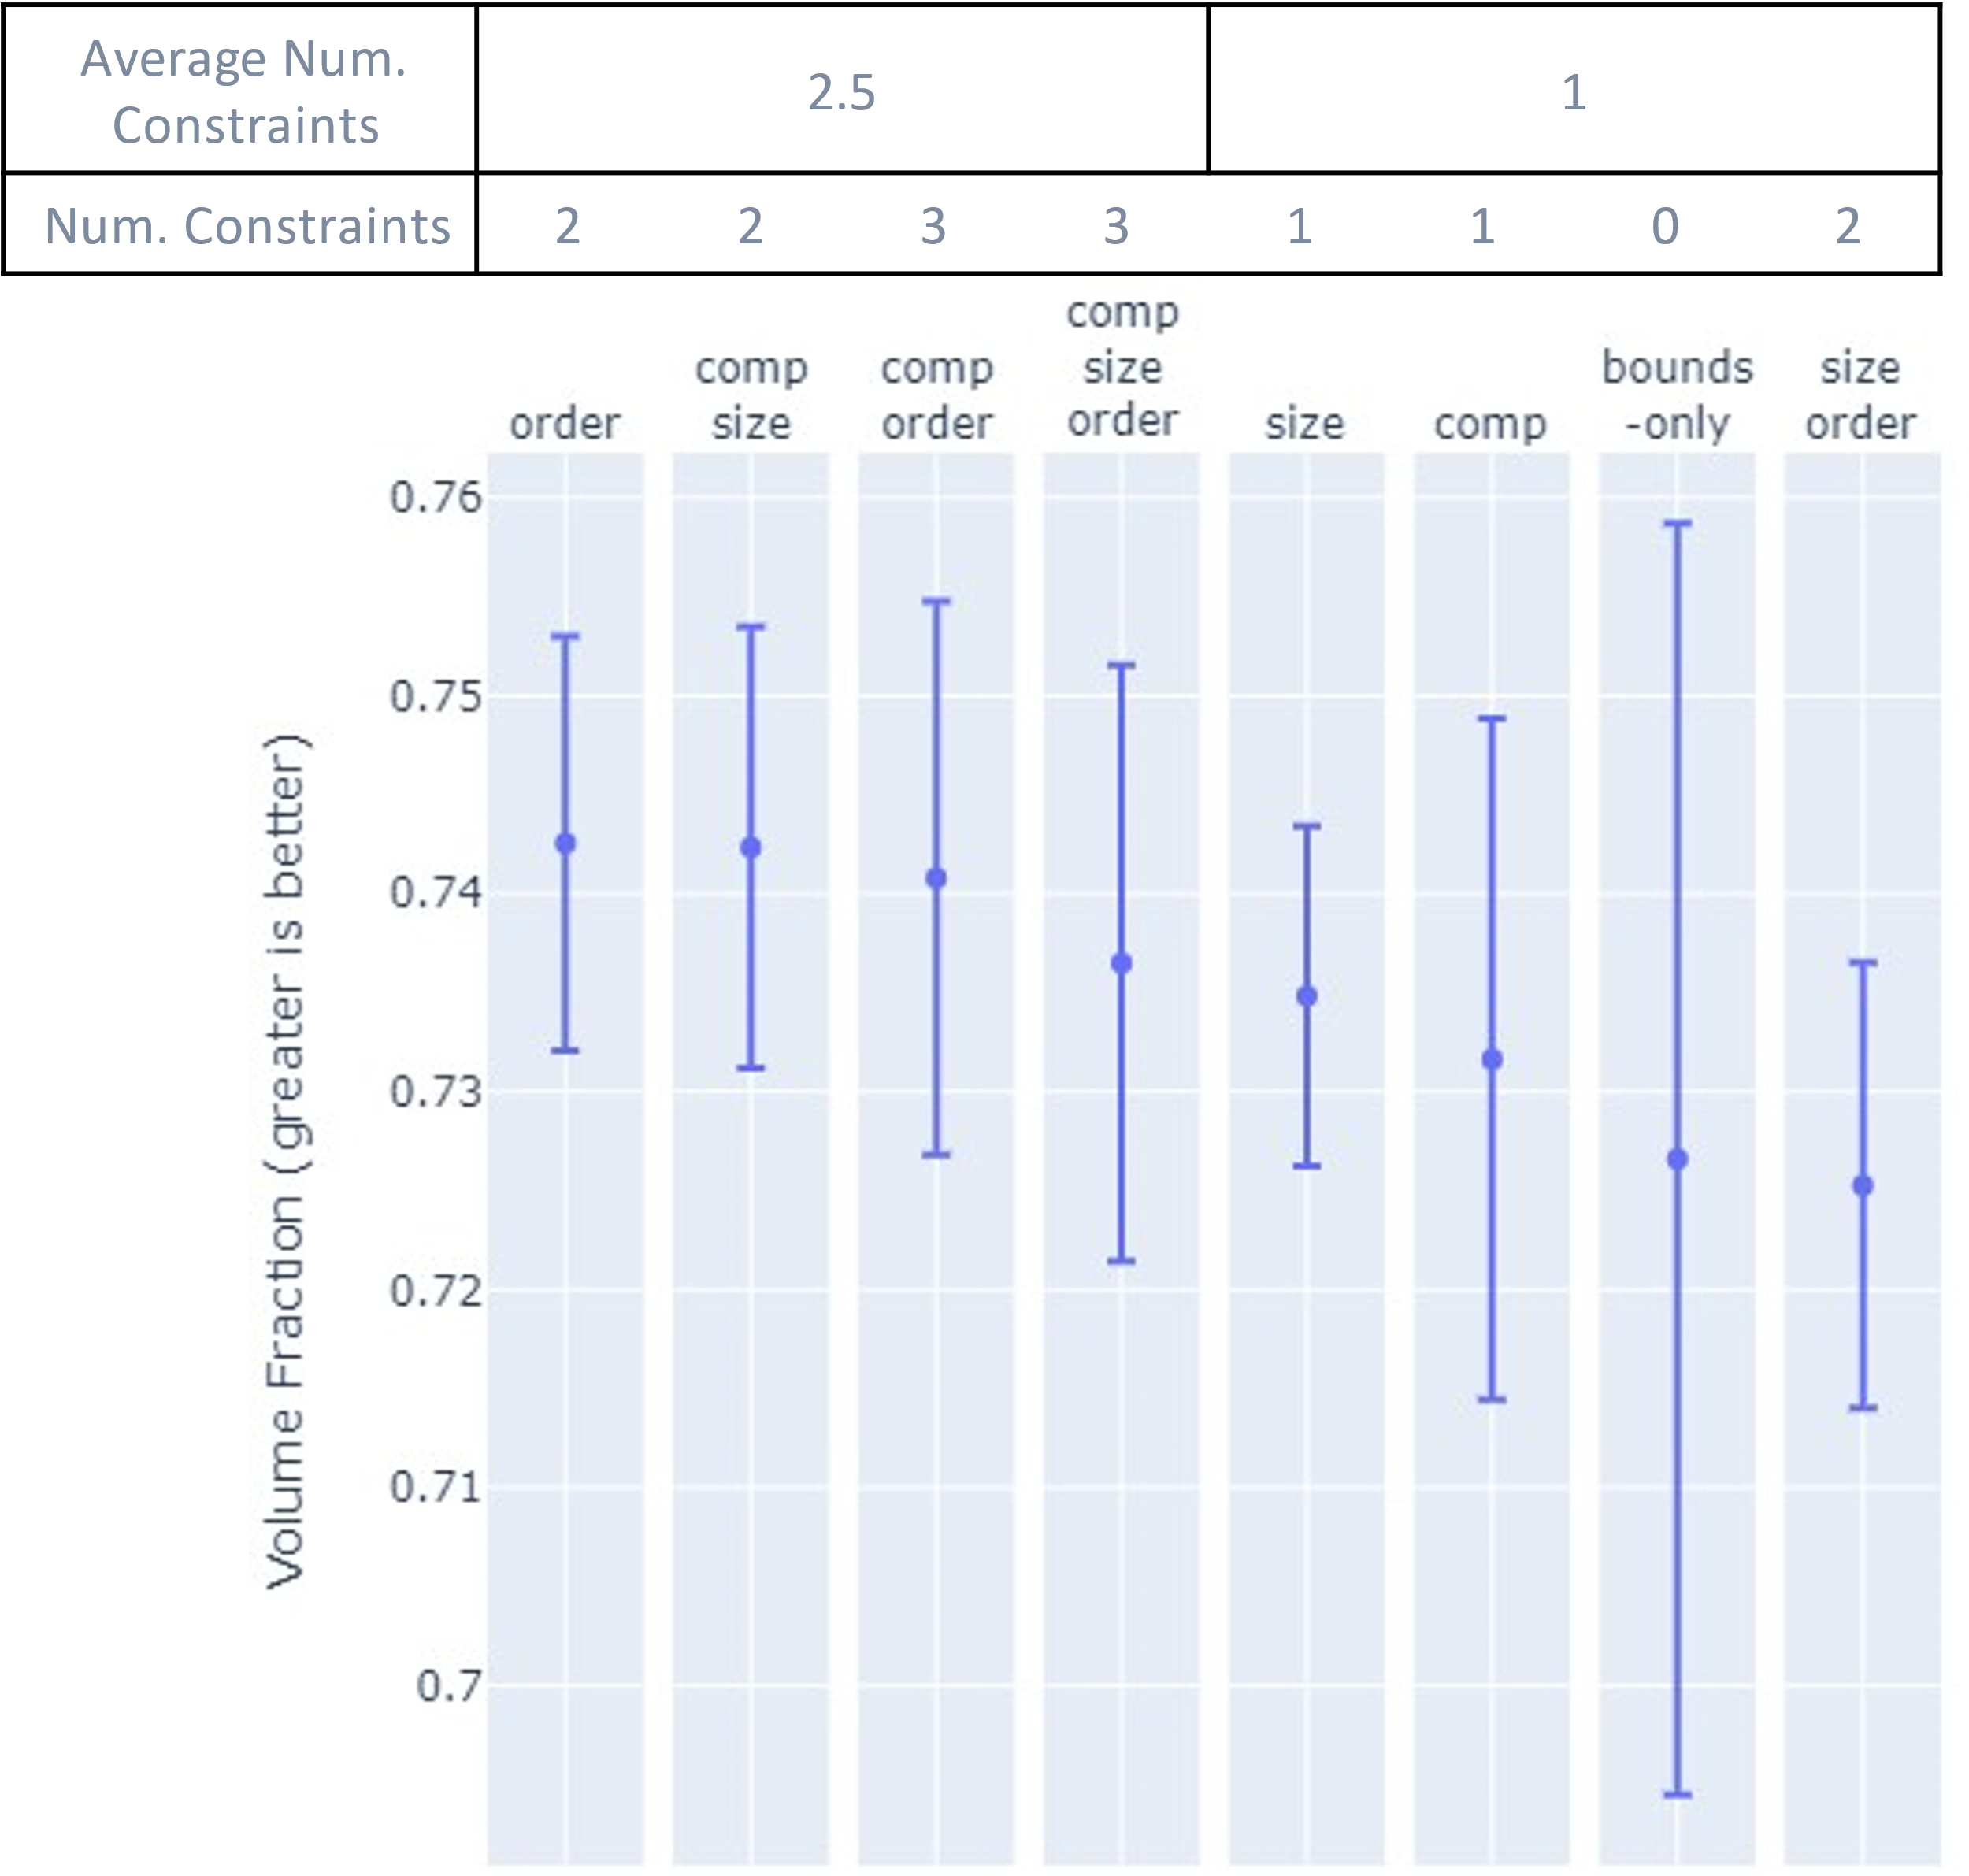 Average Num.
Constraints
2.5
1
Num. Constraints
2
2
3
3
1
1
0
2
order
comp
size
comp
order
comp
size
order
size
comp
bounds
-only
size
order
Volume Fraction (greater is better)
0.76
0.75
0.74
0.73
0.72
0.71
0.7